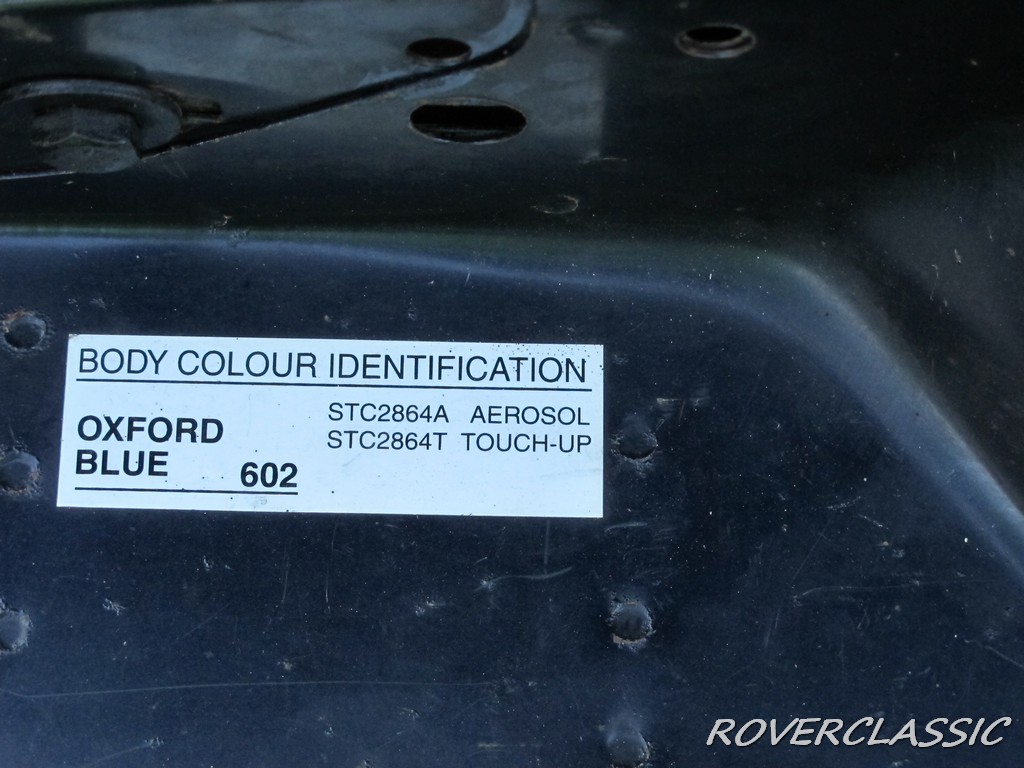 BODY COLOUR IDENTIFICATION
STC2864A AEROSOL
OXFORD
STC2864T TOUCH-UP
BLUE 602
ROVERCLASSIC